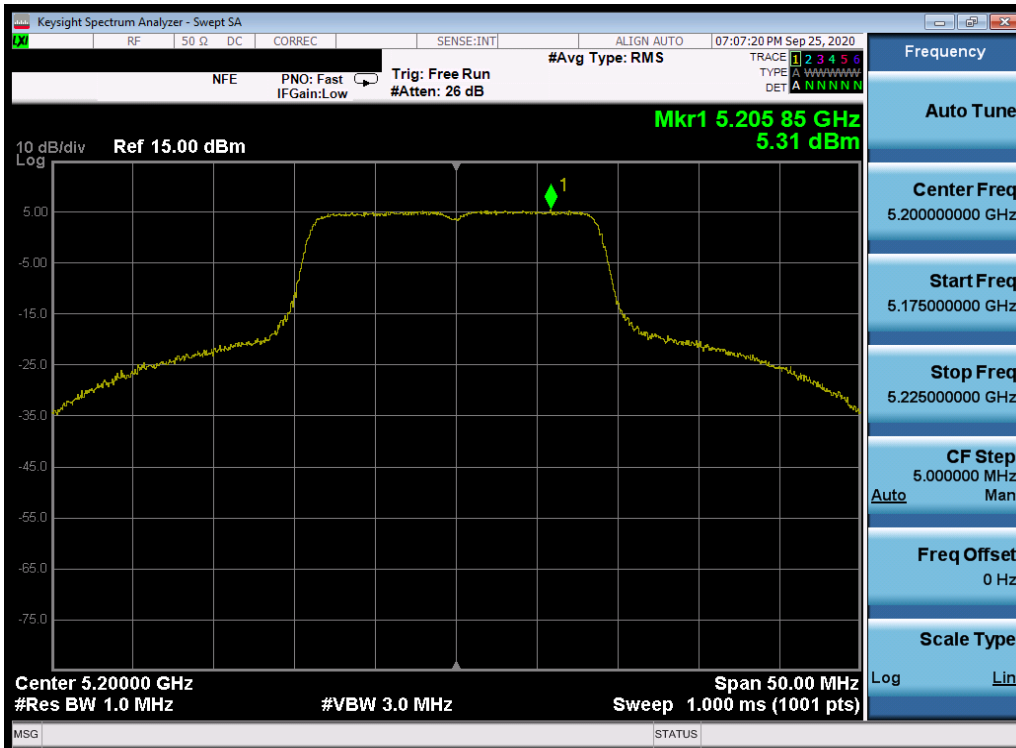 Keysight Spectrum Analyzer - Swept SA
LXI RF 50 Ω DC CORREC SENSE:INT ALIGN AUTO 07:07:20 PM Sep 25, 2020
#Avg Type: RMS
TRACE 1 2 3 4 5 6
TYPE A WWWWWW
DET A N N N N N
NFE PNO: Fast
IFGain:Low
Trig: Free Run
#Atten: 26 dB
Mkr1 5.205 85 GHz
5.31 dBm
10 dB/div Ref 15.00 dBm
Log
1
5.00
-5.00
-15.0
-25.0
-35.0
-45.0
-55.0
-65.0
-75.0
Center 5.20000 GHz Span 50.00 MHz
#Res BW 1.0 MHz #VBW 3.0 MHz Sweep 1.000 ms (1001 pts)
MSG STATUS
Frequency
Auto Tune
Center Freq
5.200000000 GHz
Start Freq
5.175000000 GHz
Stop Freq
5.225000000 GHz
CF Step
5.000000 MHz
Auto Man
Freq Offset
0 Hz
Scale Type
Log Lin